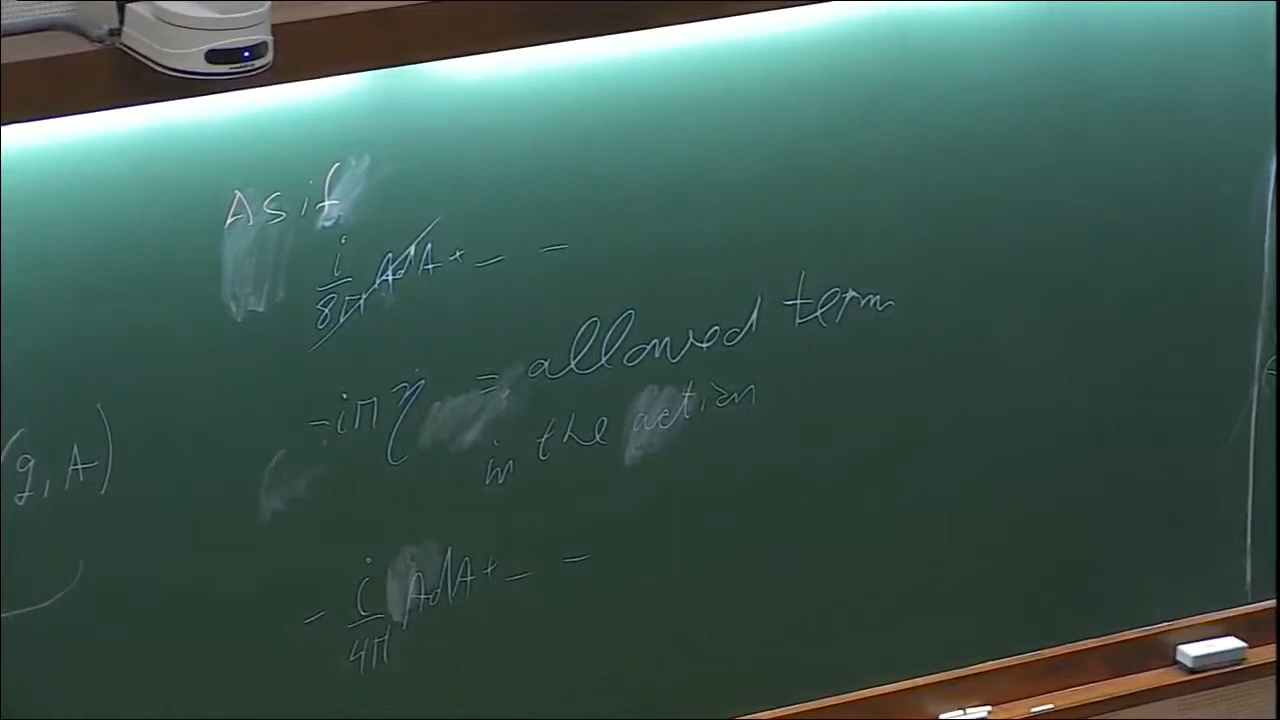 As if
i/8π AdA + _ _
-iπη = allowed term
in the action
(g, A)
- i/4π AdA + _ _